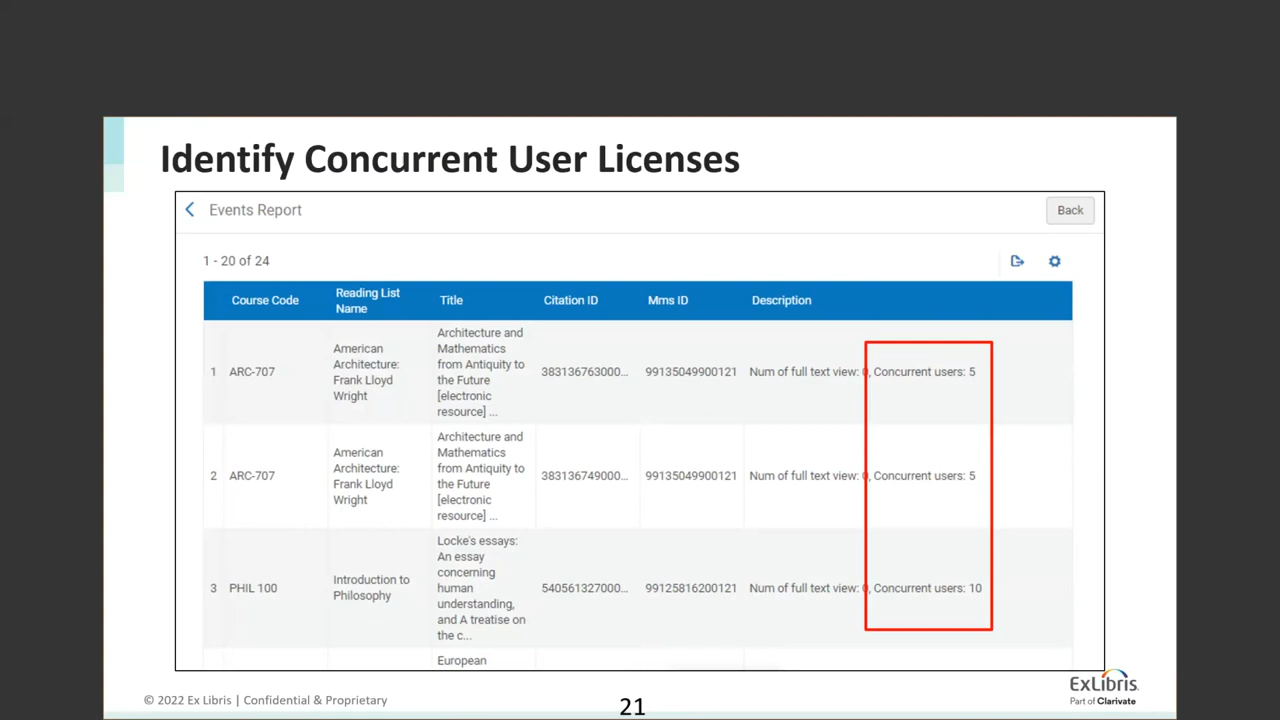 Identify Concurrent User Licenses
Events Report
Back
1 - 20 of 24
Course Code
Reading List
Name
Title
Citation ID
Mms ID
Description
1
ARC-707
American
Architecture:
Frank Lloyd
Wright
Architecture and
Mathematics
from Antiquity to
the Future
[electronic
resource] ...
383136763000...
99135049900121
Num of full text view: 0, Concurrent users: 5
2
ARC-707
American
Architecture:
Frank Lloyd
Wright
Architecture and
Mathematics
from Antiquity to
the Future
[electronic
resource] ...
383136749000...
99135049900121
Num of full text view: 0, Concurrent users: 5
3
PHIL 100
Introduction to
Philosophy
Locke's essays:
An essay
concerning
human
understanding,
and A treatise on
the c...
540561327000...
99125816200121
Num of full text view: 0, Concurrent users: 10
European
© 2022 Ex Libris | Confidential & Proprietary
21
ExLibris
Part of Clarivate